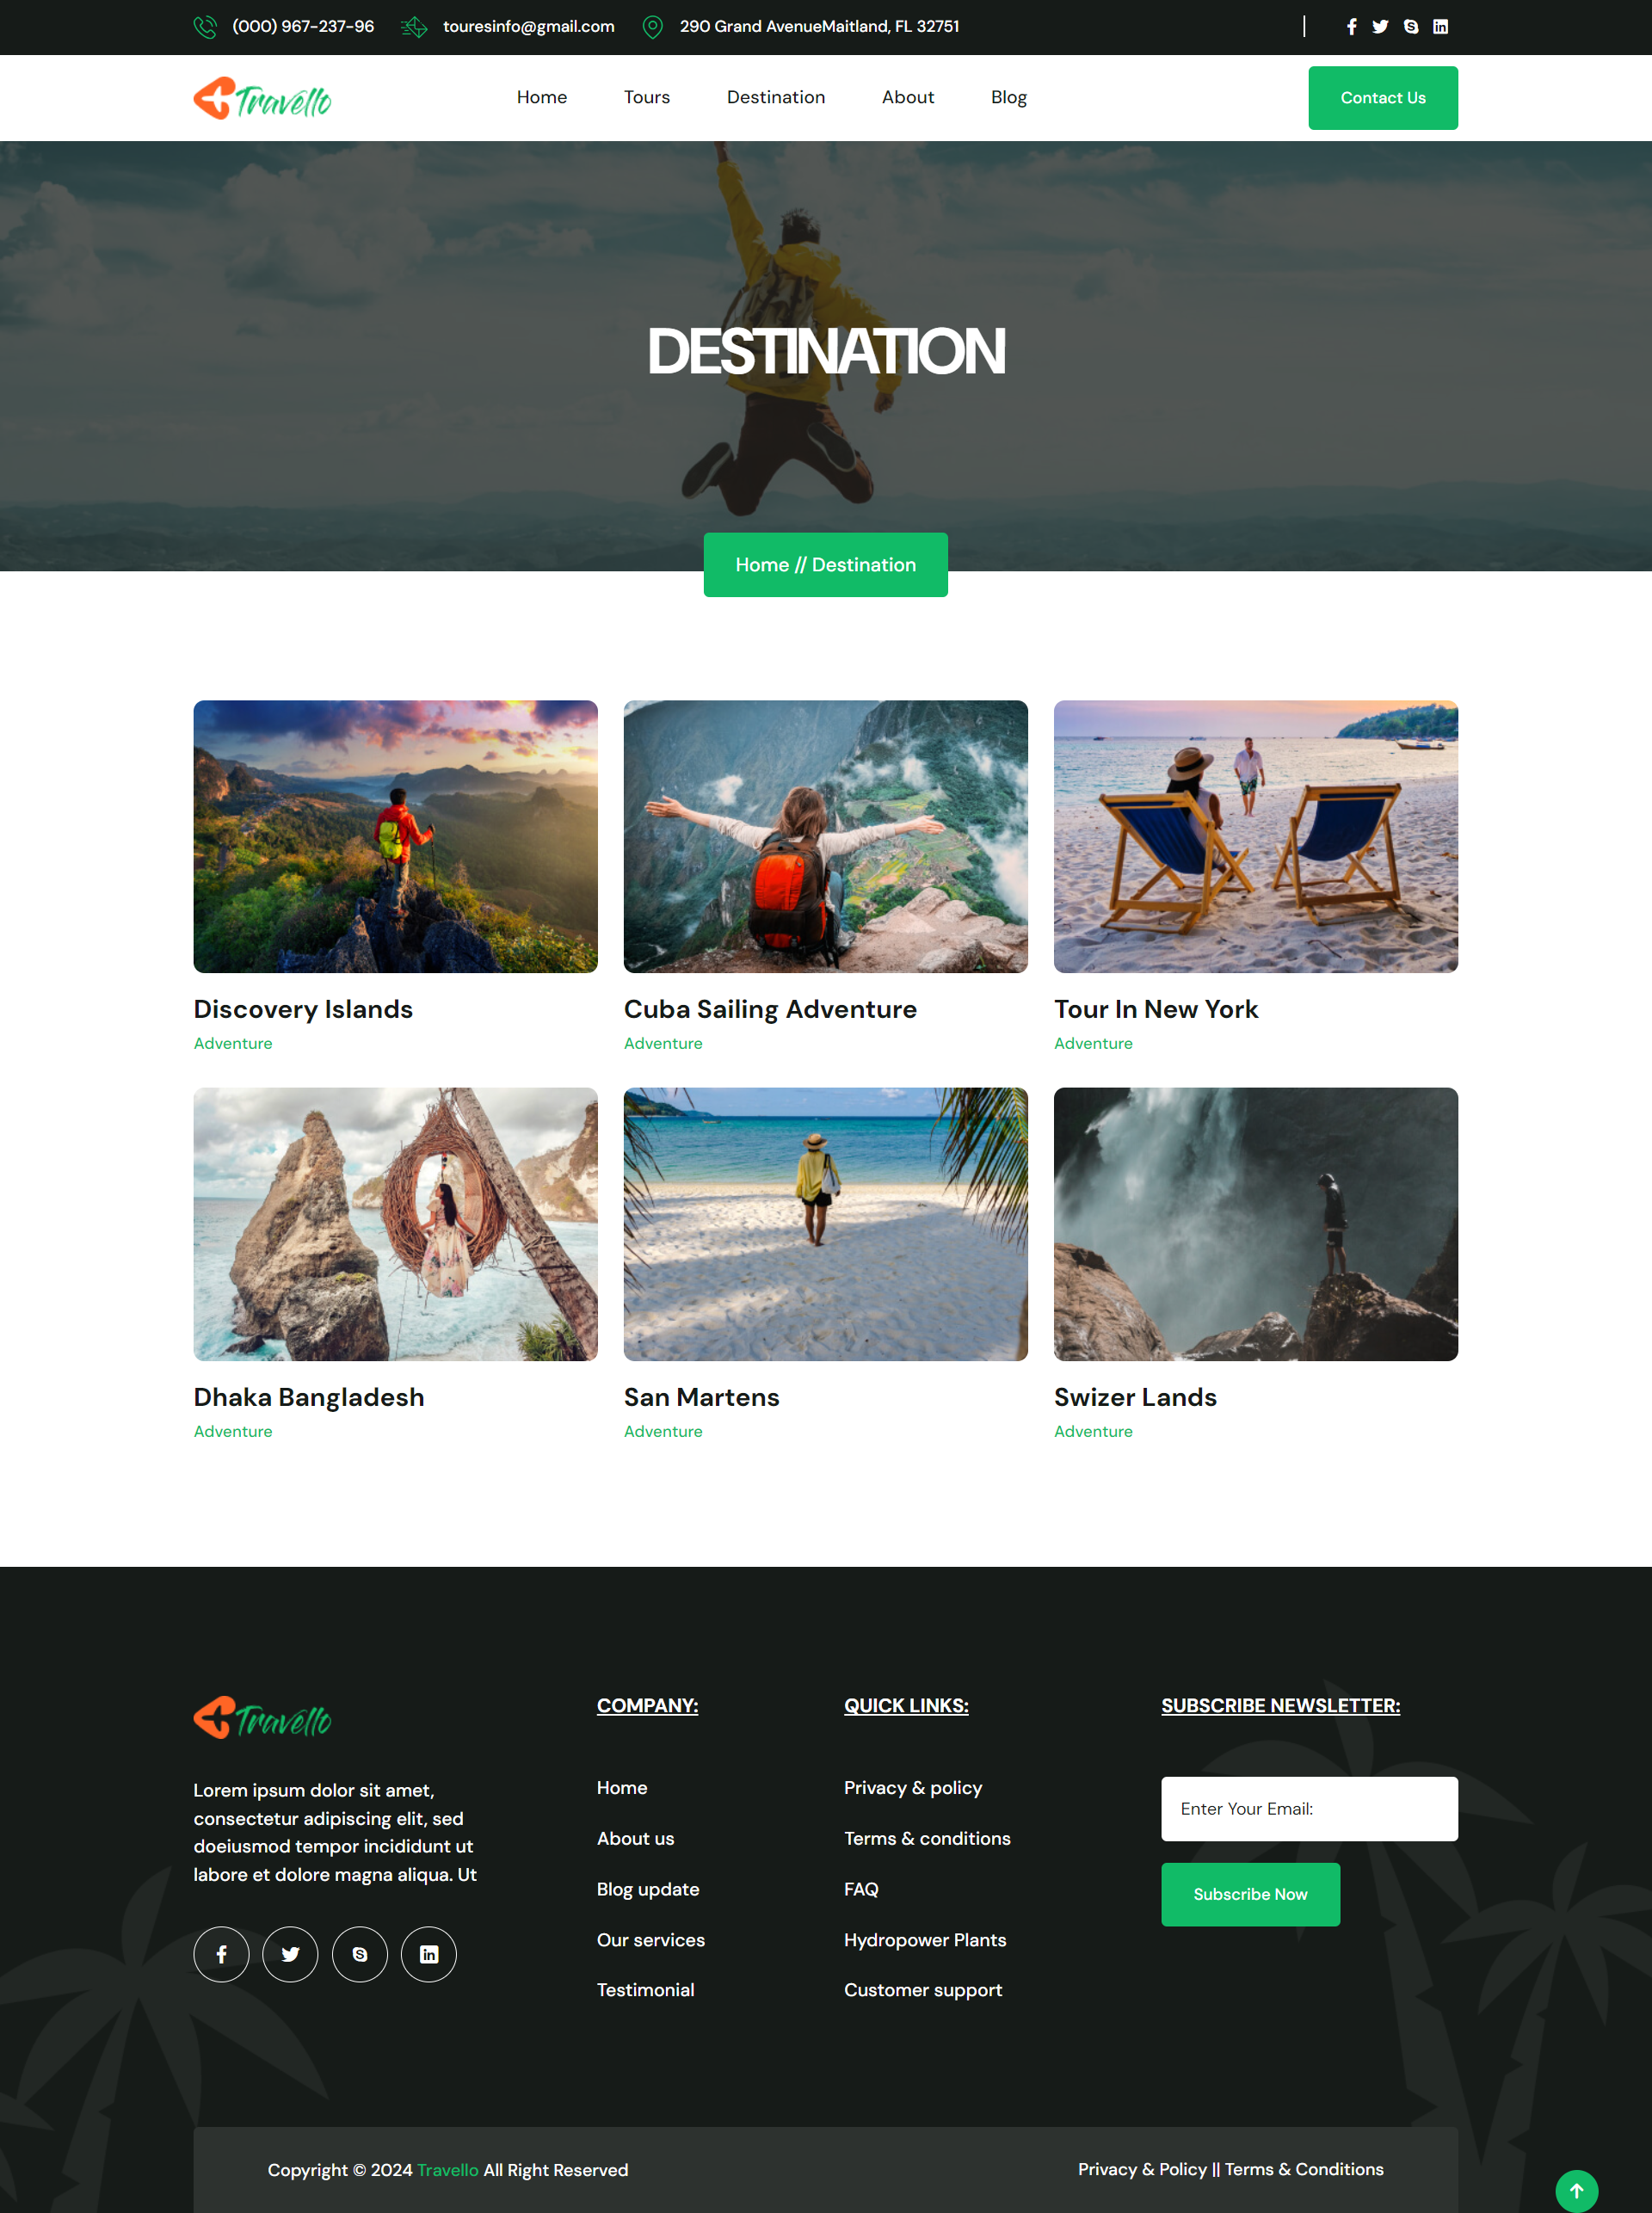 (000) 967-237-96 touresinfo@gmail.com 290 Grand AvenueMaitland, FL 32751
Travello Home Tours Destination About Blog Contact Us
DESTINATION
Home // Destination
Discovery Islands
Adventure
Cuba Sailing Adventure
Adventure
Tour In New York
Adventure
Dhaka Bangladesh
Adventure
San Martens
Adventure
Swizer Lands
Adventure
Travello
Lorem ipsum dolor sit amet,
consectetur adipiscing elit, sed
doeiusmod tempor incididunt ut
labore et dolore magna aliqua. Ut
COMPANY:
Home
About us
Blog update
Our services
Testimonial
QUICK LINKS:
Privacy & policy
Terms & conditions
FAQ
Hydropower Plants
Customer support
SUBSCRIBE NEWSLETTER:
Enter Your Email:
Subscribe Now
Copyright © 2024 Travello All Right Reserved
Privacy & Policy || Terms & Conditions